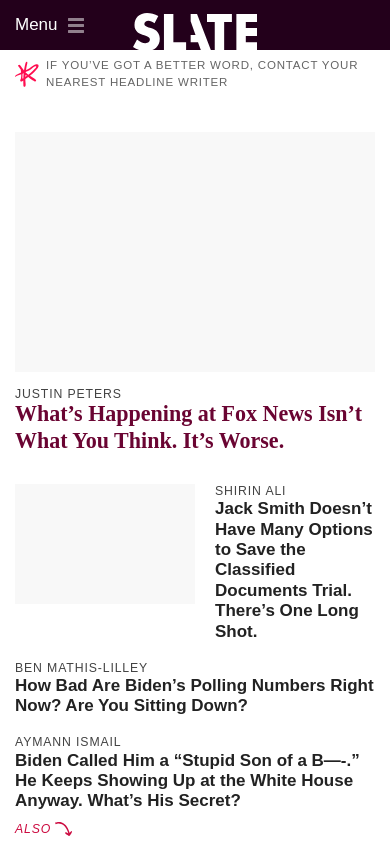 Menu
SLATE
IF YOU’VE GOT A BETTER WORD, CONTACT YOUR
NEAREST HEADLINE WRITER
JUSTIN PETERS
What’s Happening at Fox News Isn’t
What You Think. It’s Worse.
SHIRIN ALI
Jack Smith Doesn’t
Have Many Options
to Save the
Classified
Documents Trial.
There’s One Long
Shot.
BEN MATHIS-LILLEY
How Bad Are Biden’s Polling Numbers Right
Now? Are You Sitting Down?
AYMANN ISMAIL
Biden Called Him a “Stupid Son of a B—-.”
He Keeps Showing Up at the White House
Anyway. What’s His Secret?
ALSO